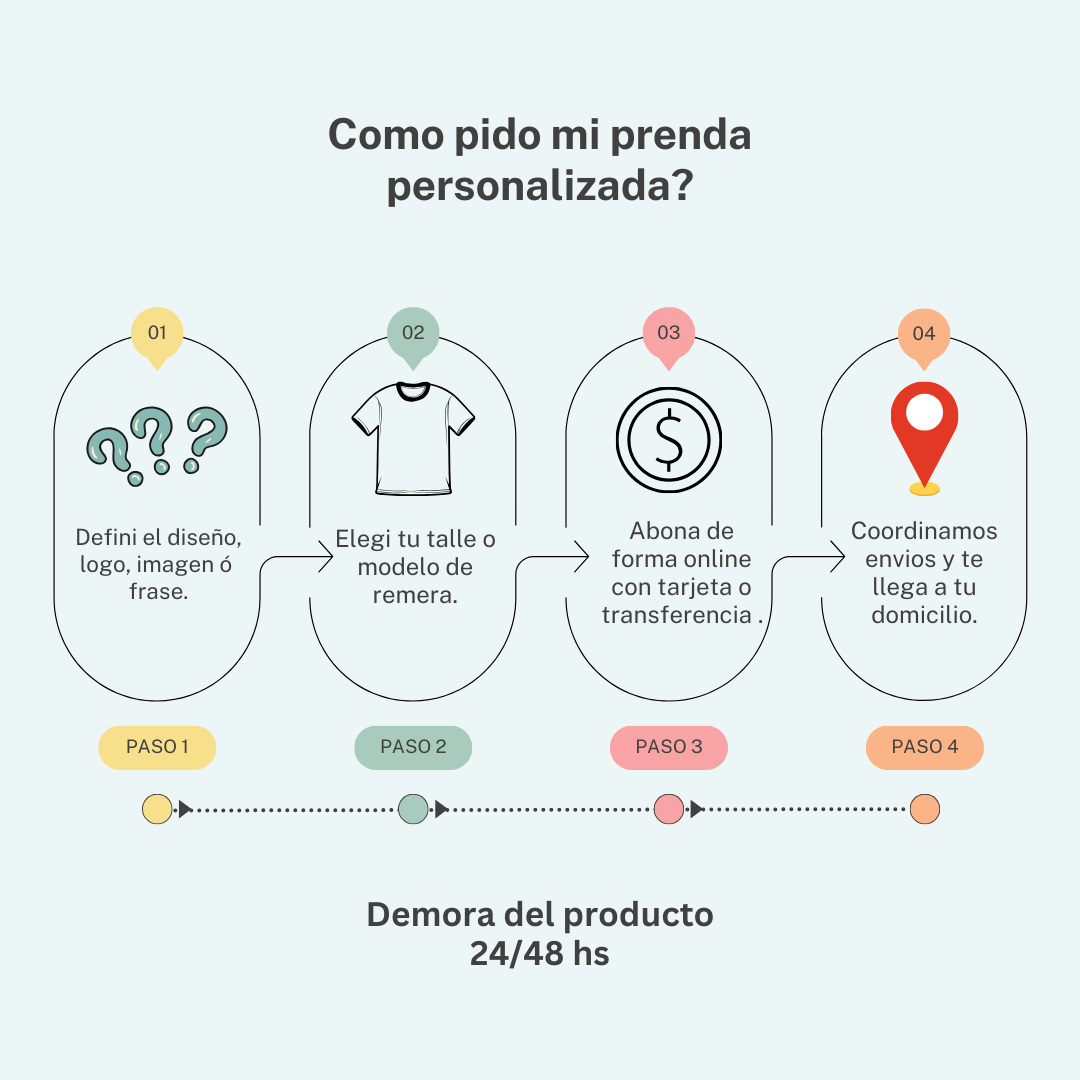 Como pido mi prenda
personalizada?
01
02
03
04
Defini el diseño,
logo, imagen ó
frase.
Elegi tu talle o
modelo de
remera.
Abona de
forma online
con tarjeta o
transferencia .
Coordinamos
envios y te
llega a tu
domicilio.
PASO 1
PASO 2
PASO 3
PASO 4
Demora del producto
24/48 hs